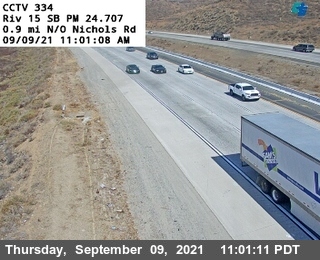 CCTV 334
Riv 15 SB PM 24.707
0.9 mi N/O Nichols Rd
09/09/21 11:01:08 AM
Thursday, September 09, 2021 11:01:11 PDT